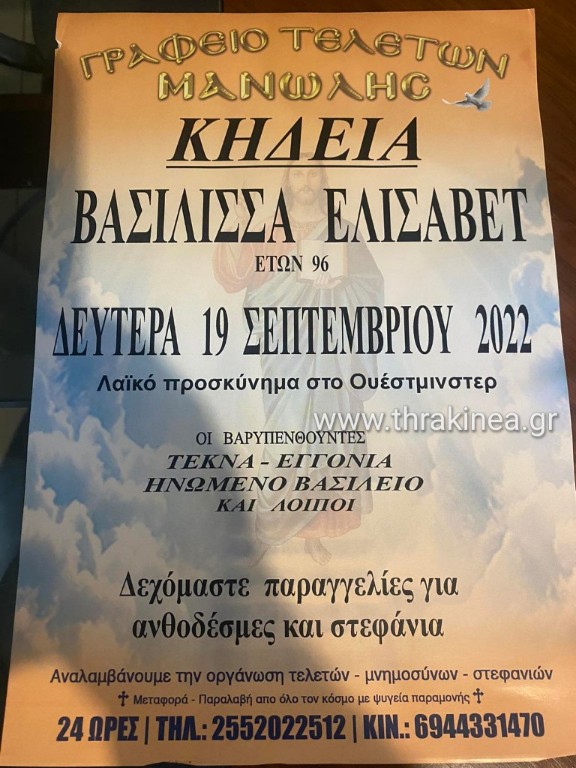 ΓΡΑΦΕΙΟ ΤΕΛΕΤΩΝ
ΜΑΝΩΛΗΣ
ΚΗΔΕΙΑ
ΒΑΣΙΛΙΣΣΑ ΕΛΙΣΑΒΕΤ
ΕΤΩΝ 96
ΔΕΥΤΕΡΑ 19 ΣΕΠΤΕΜΒΡΙΟΥ 2022
Λαϊκό προσκύνημα στο Ουέστμινστερ
www.thrakinea.gr
ΟΙ ΒΑΡΥΠΕΝΘΟΥΝΤΕΣ
ΤΕΚΝΑ - ΕΓΓΟΝΙΑ
ΗΝΩΜΕΝΟ ΒΑΣΙΛΕΙΟ
ΚΑΙ ΛΟΙΠΟΙ
Δεχόμαστε παραγγελίες για
ανθοδέσμες και στεφάνια
Αναλαμβάνουμε την οργάνωση τελετών - μνημοσύνων - στεφανιών
✝ Μεταφορά - Παραλαβή απο όλο τον κόσμο με ψυγεία παραμονής ✝
24 ΩΡΕΣ | ΤΗΛ.: 2552022512 | ΚΙΝ.: 6944331470